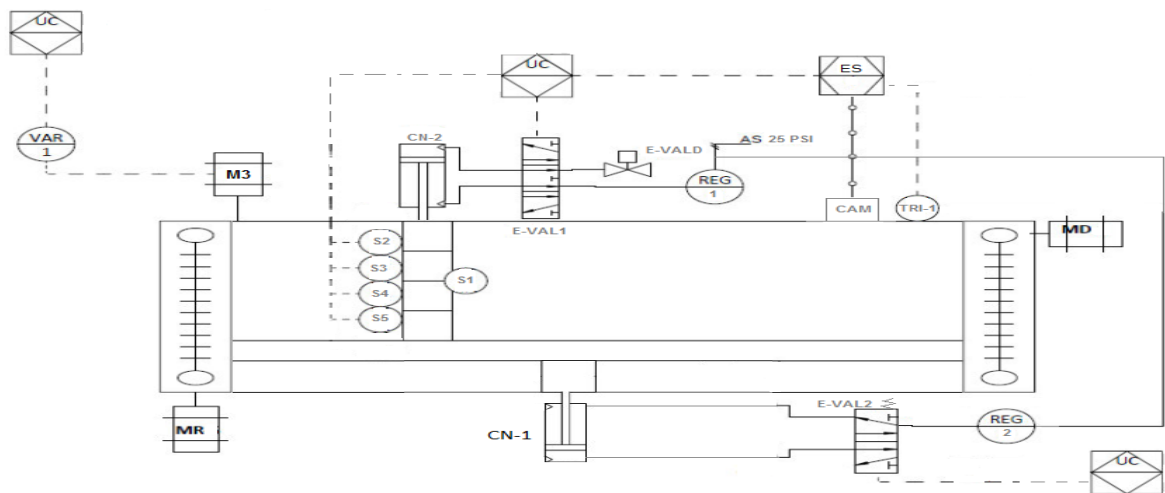 UC
UC
ES
VAR
1
CN-2
M3
E-VALD
AS 25 PSI
REG
1
CAM
TRI-1
E-VAL1
MD
S2
S3
S1
S4
S5
E-VAL2
MR
CN-1
REG
2
UC